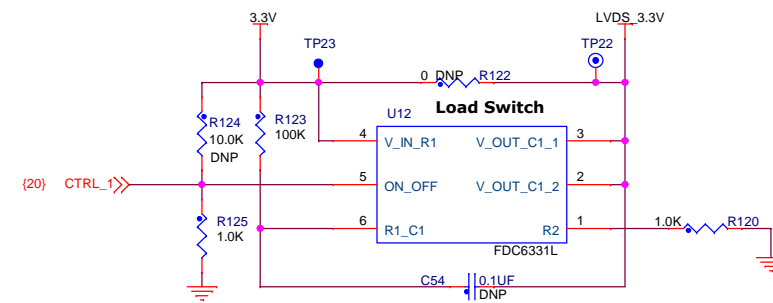 3.3V
LVDS_3.3V
TP23
TP22
0 DNP R122
Load Switch
U12
R124
10.0K
DNP
R123
100K
4 V_IN_R1 V_OUT_C1_1 3
{20} CTRL_1
5 ON_OFF V_OUT_C1_2 2
6 R1_C1 R2 1
R125
1.0K
1.0K R120
FDC6331L
C54 0.1UF
DNP